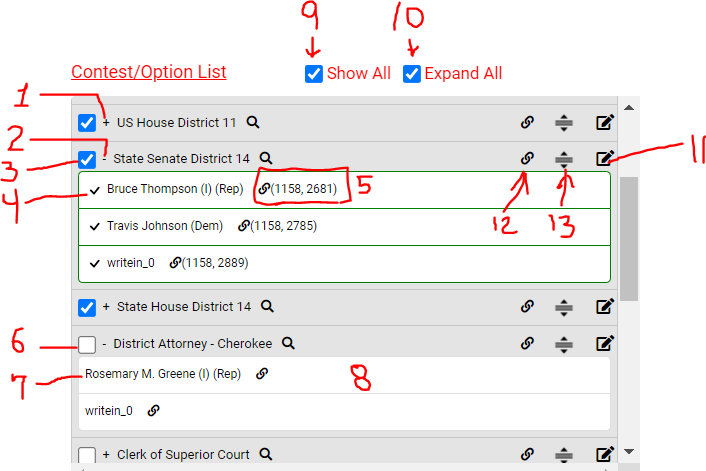 9 10
Contest/Option List Show All Expand All
1 + US House District 11
2
3 - State Senate District 14 11
4 Bruce Thompson (I) (Rep) (1158, 2681) 5
12 13
Travis Johnson (Dem) (1158, 2785)
writein_0 (1158, 2889)
+ State House District 14
6 - District Attorney - Cherokee
7 Rosemary M. Greene (I) (Rep) 8
writein_0
+ Clerk of Superior Court